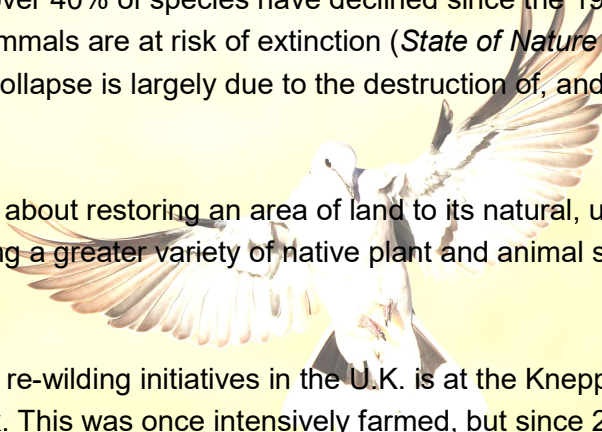 over 40% of species have declined since the 19
mmals are at risk of extinction (State of Nature
ollapse is largely due to the destruction of, and
about restoring an area of land to its natural, u
ng a greater variety of native plant and animal s
re-wilding initiatives in the U.K. is at the Knepp
. This was once intensively farmed, but since 2